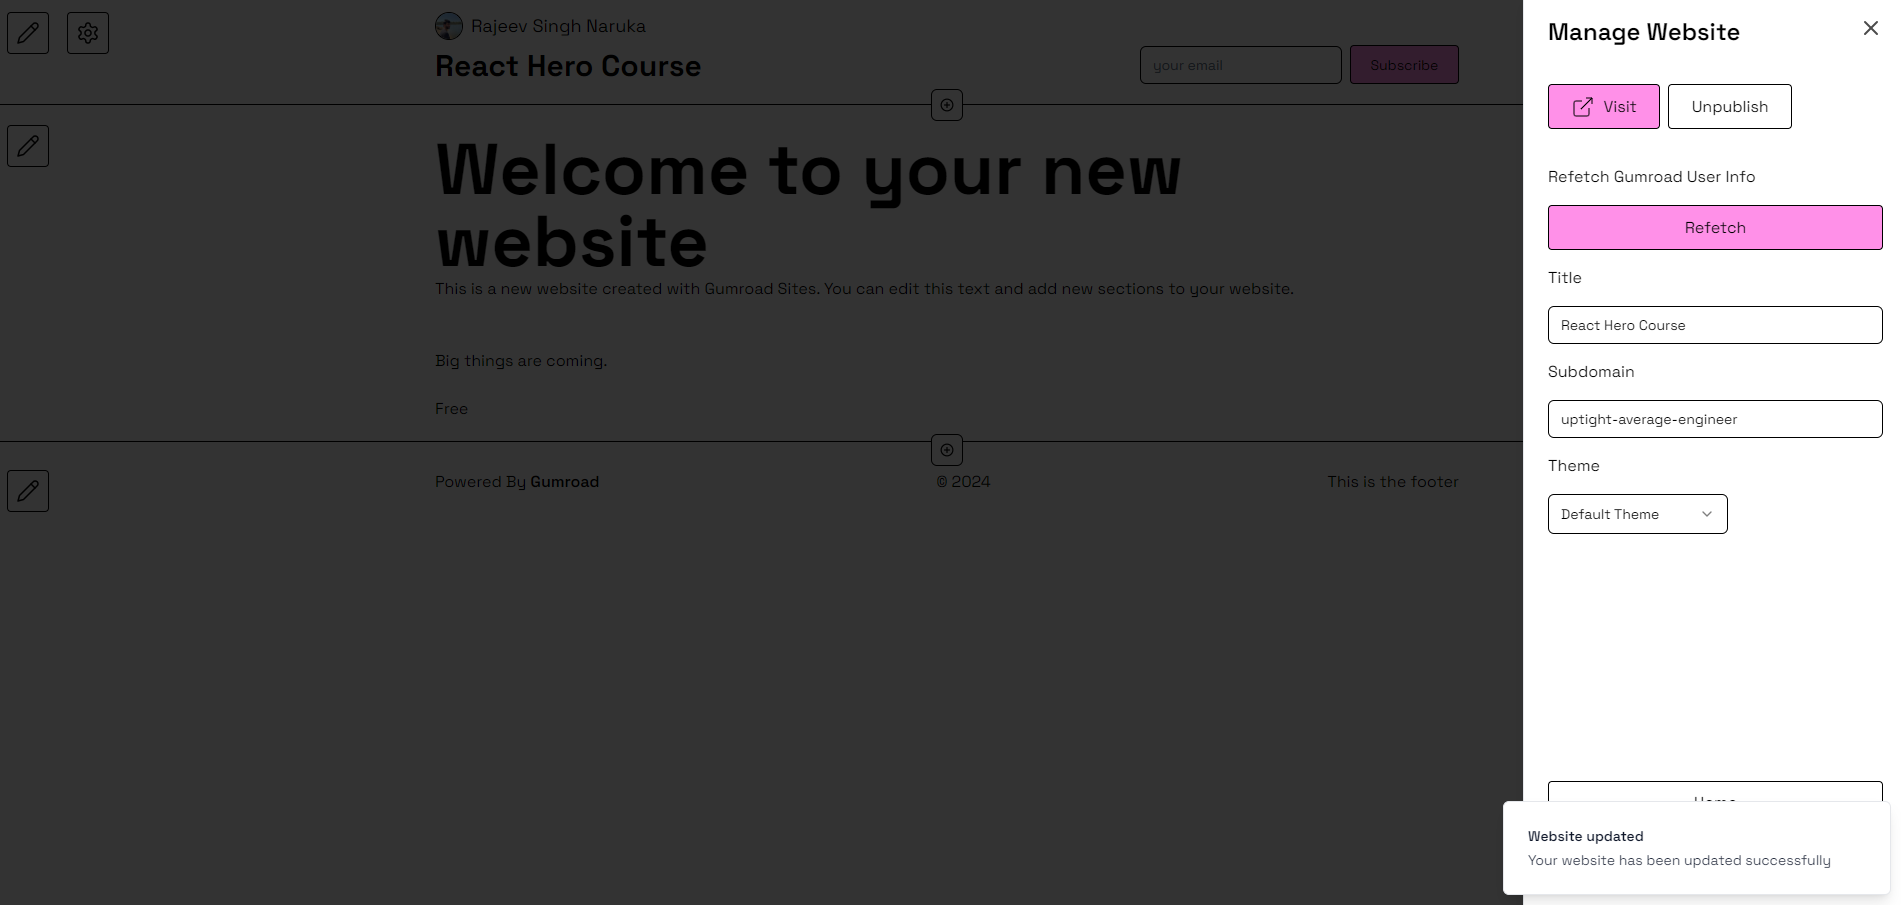 Rajeev Singh Naruka
React Hero Course
your email
Subscribe
Welcome to your new
website
This is a new website created with Gumroad Sites. You can edit this text and add new sections to your website.
Big things are coming.
Free
Powered By Gumroad
© 2024
This is the footer
Manage Website
Visit
Unpublish
Refetch Gumroad User Info
Refetch
Title
React Hero Course
Subdomain
uptight-average-engineer
Theme
Default Theme
Website updated
Your website has been updated successfully